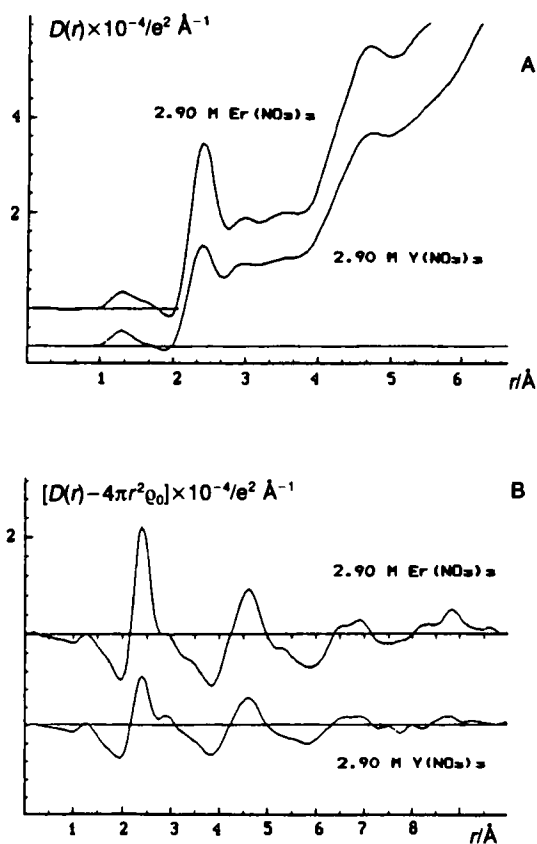 D(r)×10⁻⁴/e² Å⁻¹
A
4
2.90 M Er(NO₃)₃
2
2.90 M Y(NO₃)₃
1 2 3 4 5 6
r/Å
[D(r)−4πr²ϱ₀]×10⁻⁴/e² Å⁻¹
B
2
2.90 M Er(NO₃)₃
2.90 M Y(NO₃)₃
1 2 3 4 5 6 7 8
r/Å